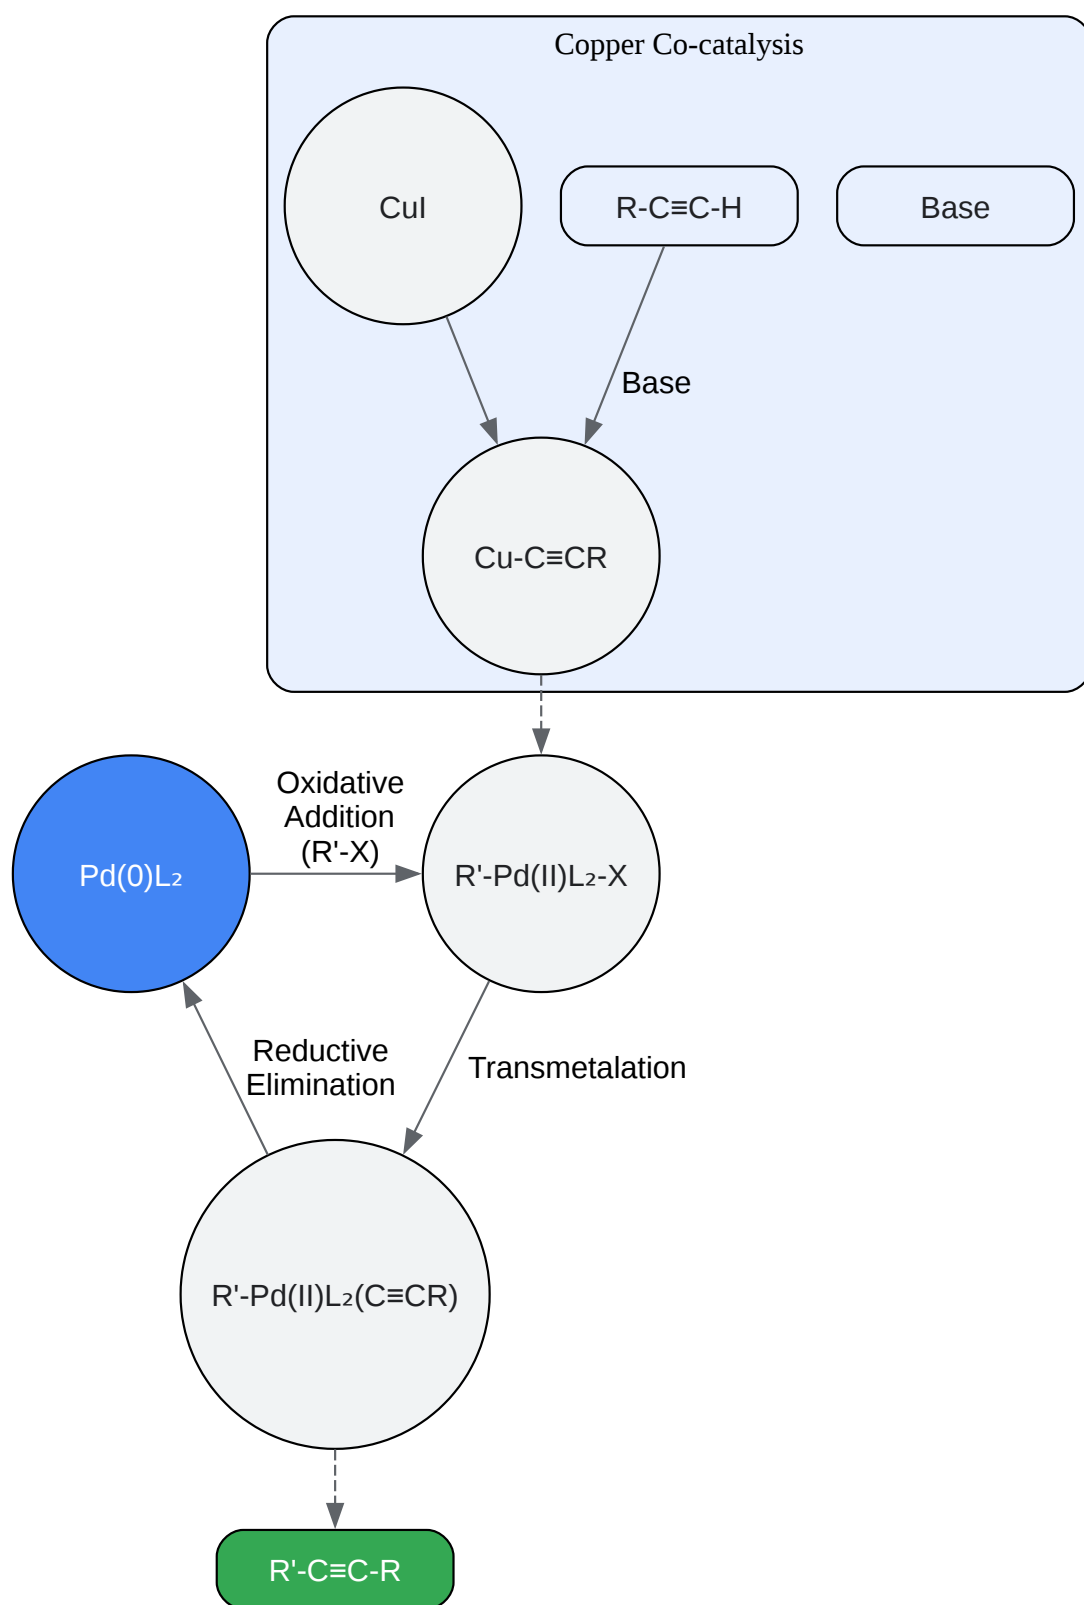 Copper Co-catalysis
CuI
R-C≡C-H
Base
Base
Cu-C≡CR
Oxidative
Addition
(R'-X)
Pd(0)L₂
R'-Pd(II)L₂-X
Reductive
Elimination
Transmetalation
R'-Pd(II)L₂(C≡CR)
R'-C≡C-R